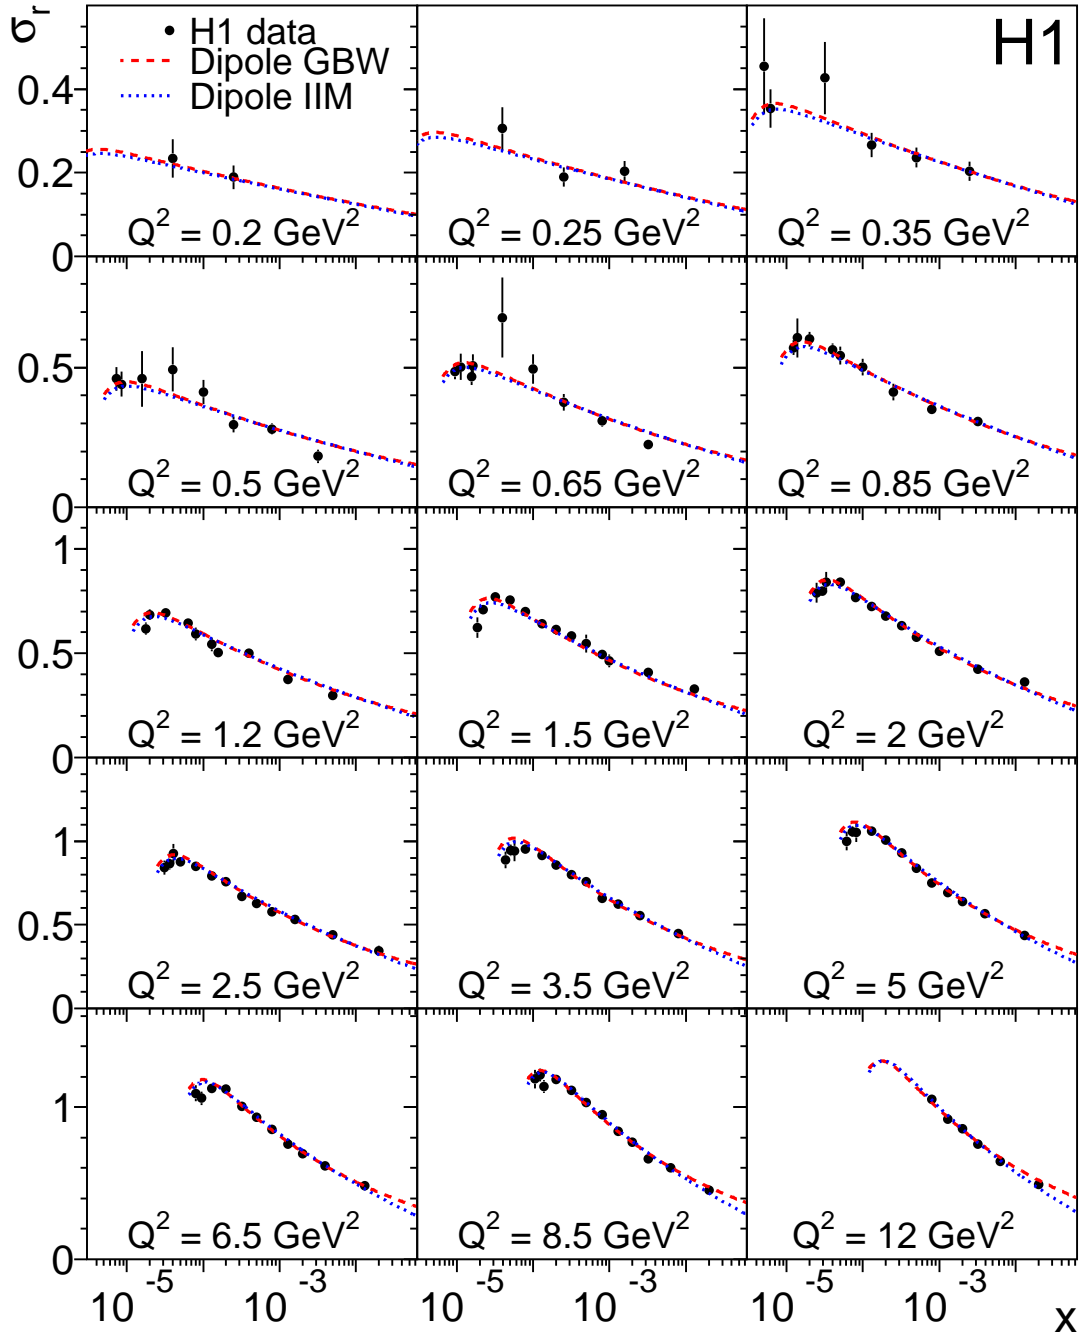 σr
H1 data
Dipole GBW
Dipole IIM
H1
0.4
0.2
0
Q² = 0.2 GeV²
Q² = 0.25 GeV²
Q² = 0.35 GeV²
0.5
0
Q² = 0.5 GeV²
Q² = 0.65 GeV²
Q² = 0.85 GeV²
1
0.5
0
Q² = 1.2 GeV²
Q² = 1.5 GeV²
Q² = 2 GeV²
1
0.5
0
Q² = 2.5 GeV²
Q² = 3.5 GeV²
Q² = 5 GeV²
1
0
Q² = 6.5 GeV²
Q² = 8.5 GeV²
Q² = 12 GeV²
10⁻⁵ 10⁻³ 10⁻⁵ 10⁻³ 10⁻⁵ 10⁻³
x